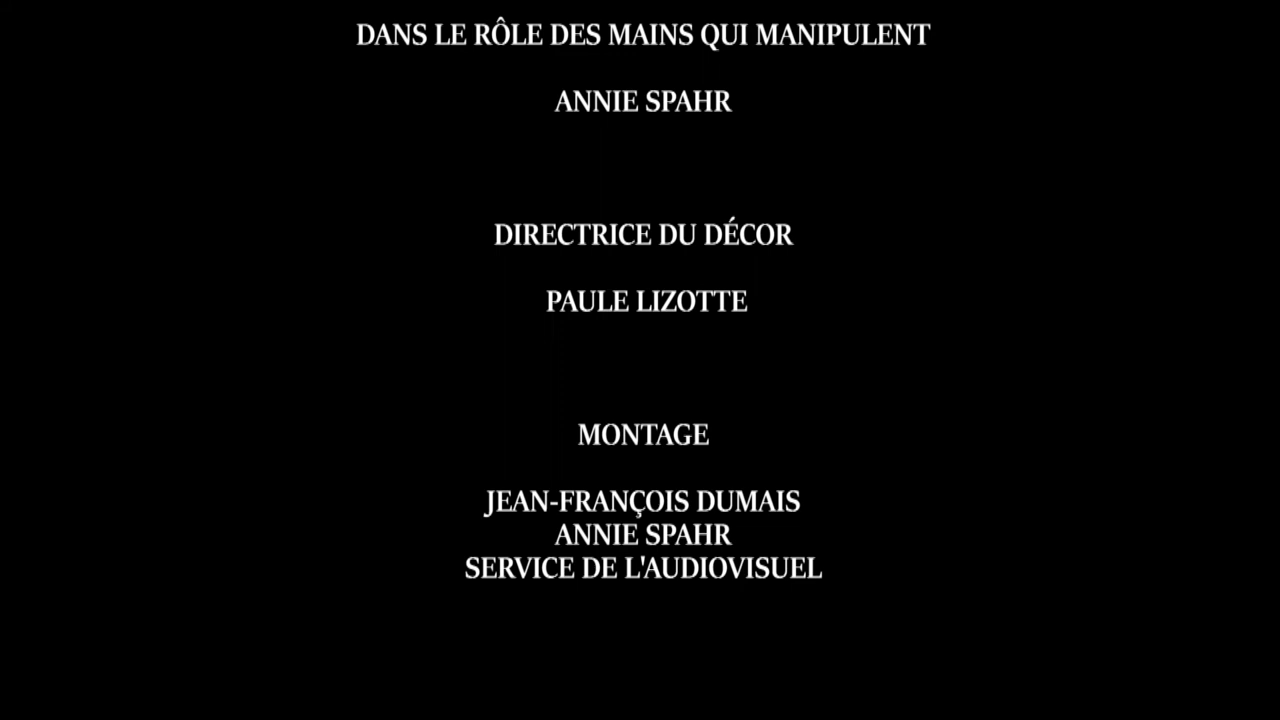 DANS LE RÔLE DES MAINS QUI MANIPULENT
ANNIE SPAHR
DIRECTRICE DU DÉCOR
PAULE LIZOTTE
MONTAGE
JEAN-FRANÇOIS DUMAIS
ANNIE SPAHR
SERVICE DE L'AUDIOVISUEL